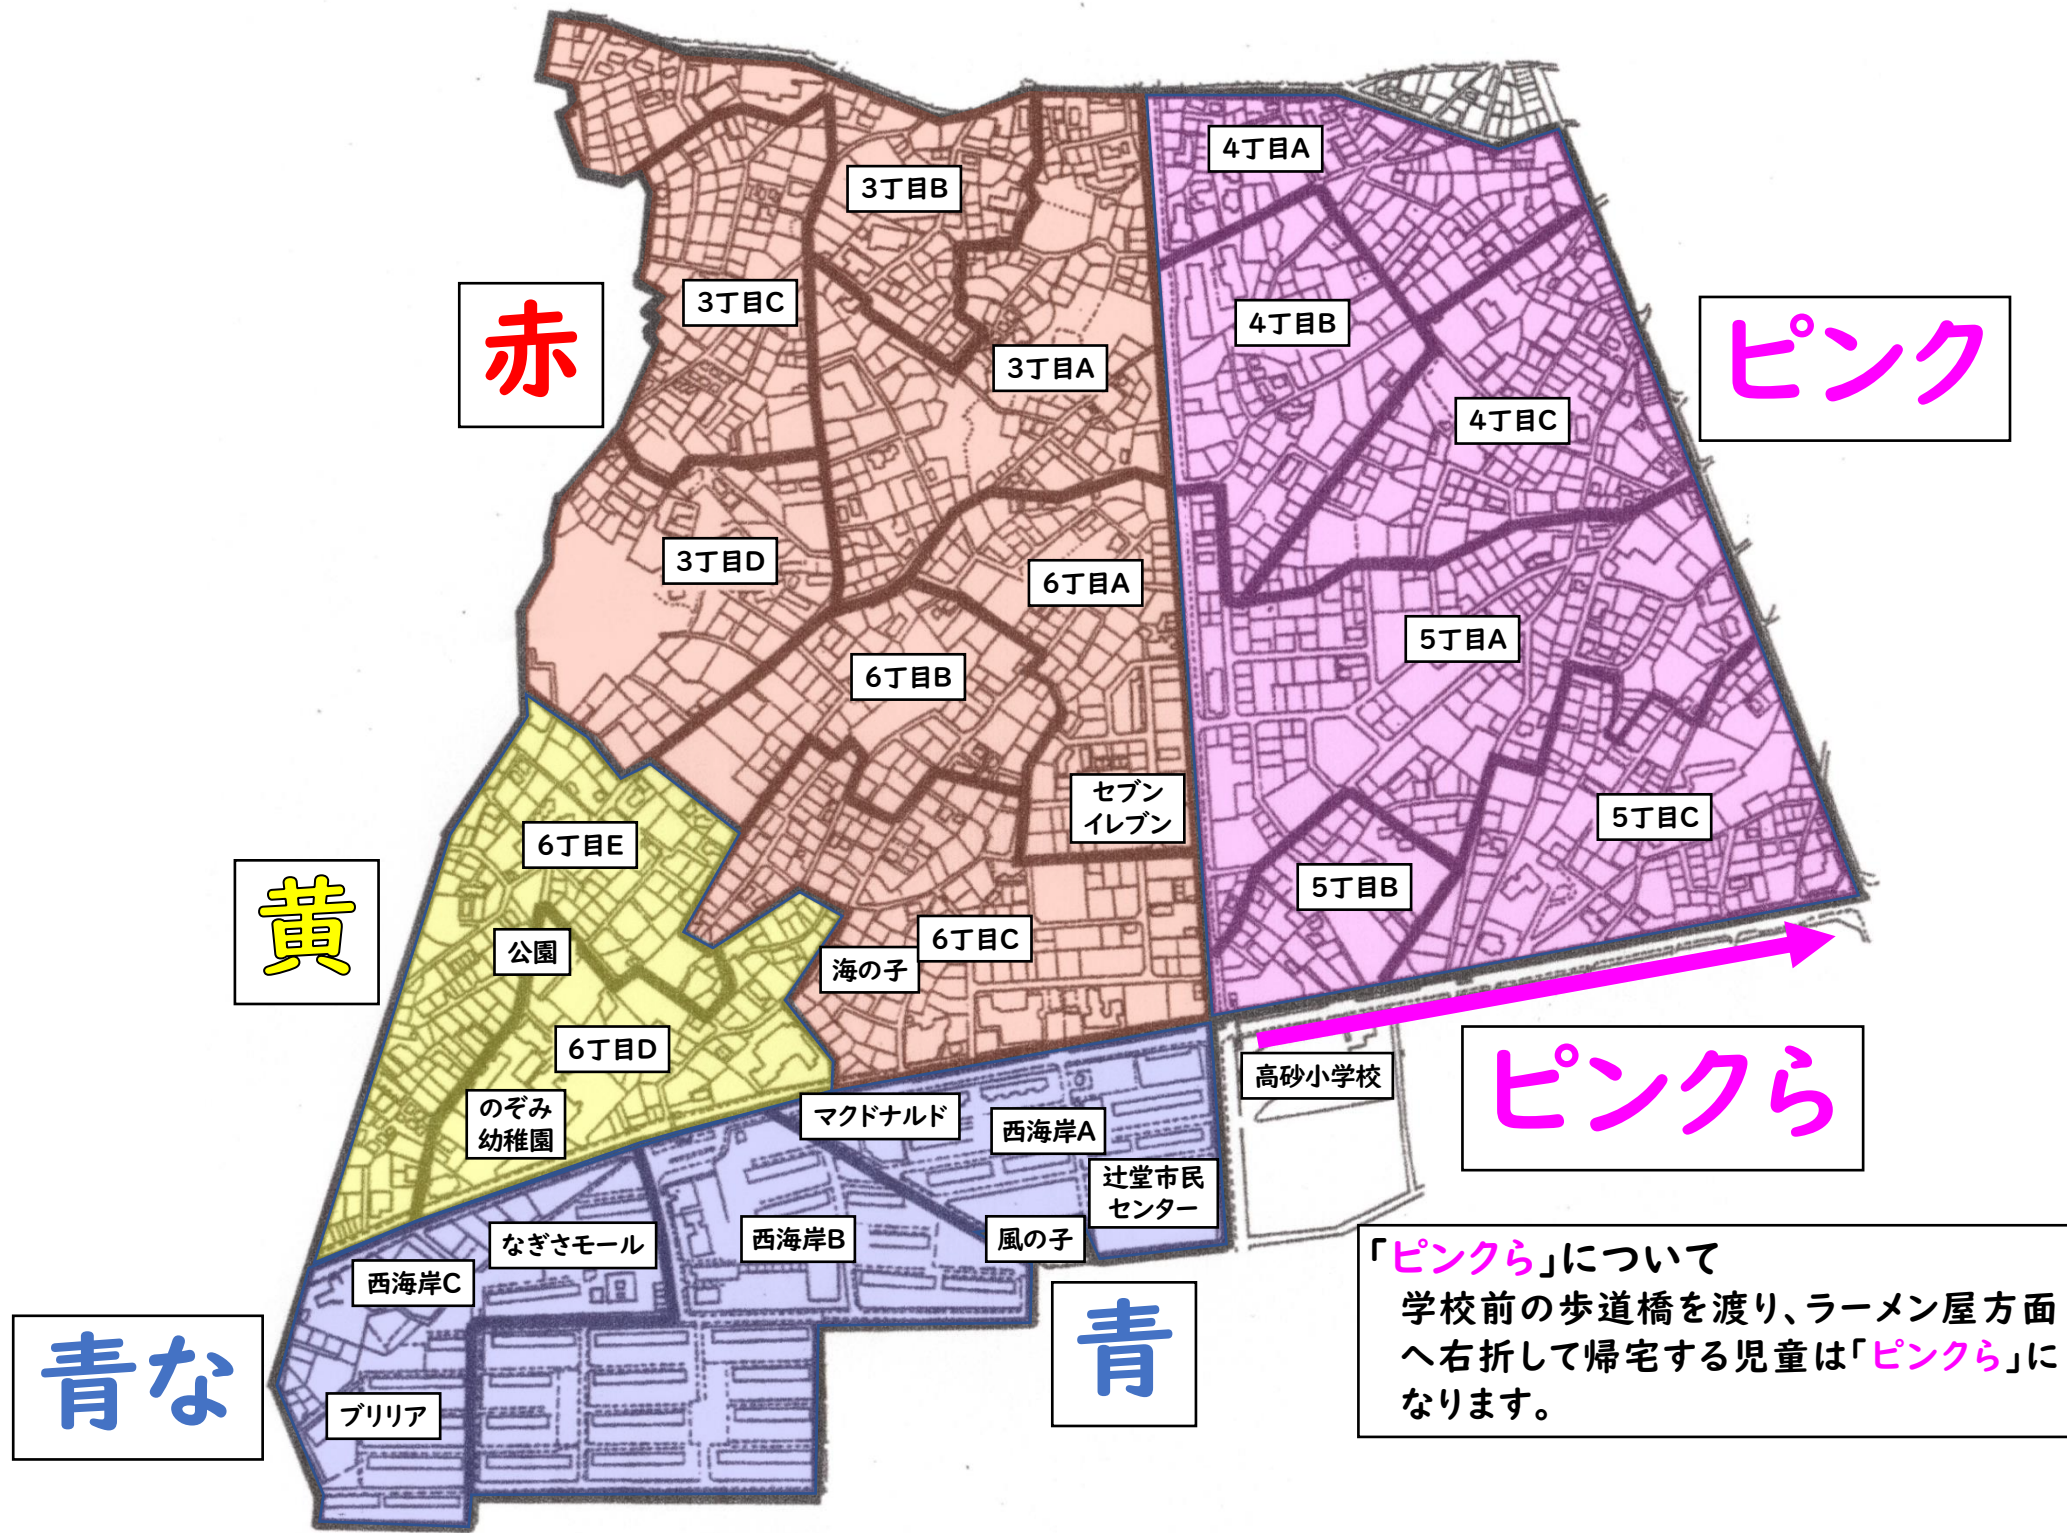 4丁目A
3丁目B
3丁目C
赤
4丁目B
ピンク
3丁目A
4丁目C
3丁目D
6丁目A
5丁目A
6丁目B
セブン
イレブン
5丁目C
6丁目E
5丁目B
黄
公園
6丁目C
海の子
6丁目D
高砂小学校
ピンクら
のぞみ
幼稚園
マクドナルド
西海岸A
辻堂市民
センター
なぎさモール
西海岸B
風の子
西海岸C
青な
ブリリア
青
「ピンクら」について
学校前の歩道橋を渡り、ラーメン屋方面
へ右折して帰宅する児童は「ピンクら」に
なります。